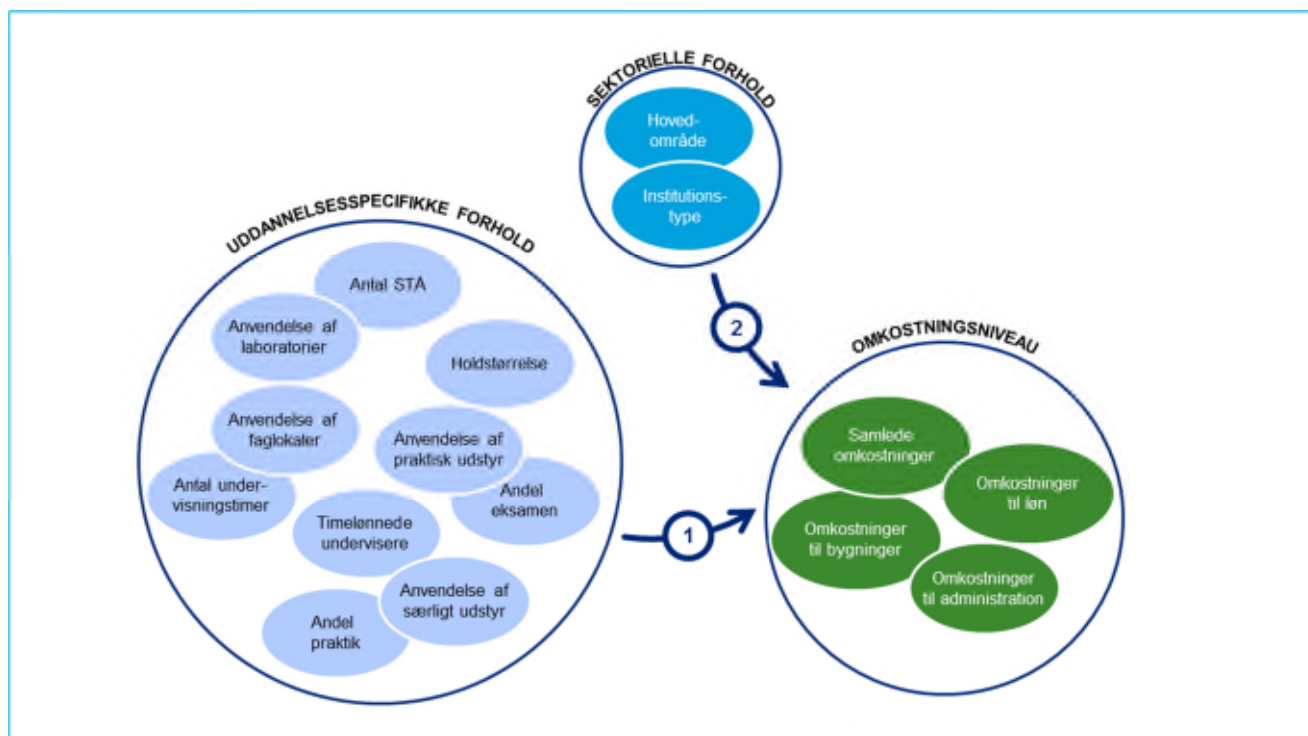 SEKTORIELLE FORHOLD
Hoved-
område
Institutions-
type
UDDANNELSESSPECIFIKKE FORHOLD
Antal STÅ
Anvendelse af
laboratorier
Holdstørrelse
Anvendelse af
faglokaler
Anvendelse af
praktisk udstyr
Antal under-
visningstimer
Andel
eksamen
Timelønnede
undervisere
Anvendelse af
særligt udstyr
Andel
praktik
2
1
OMKOSTNINGSNIVEAU
Samlede
omkostninger
Omkostninger
til løn
Omkostninger
til bygninger
Omkostninger
til administration